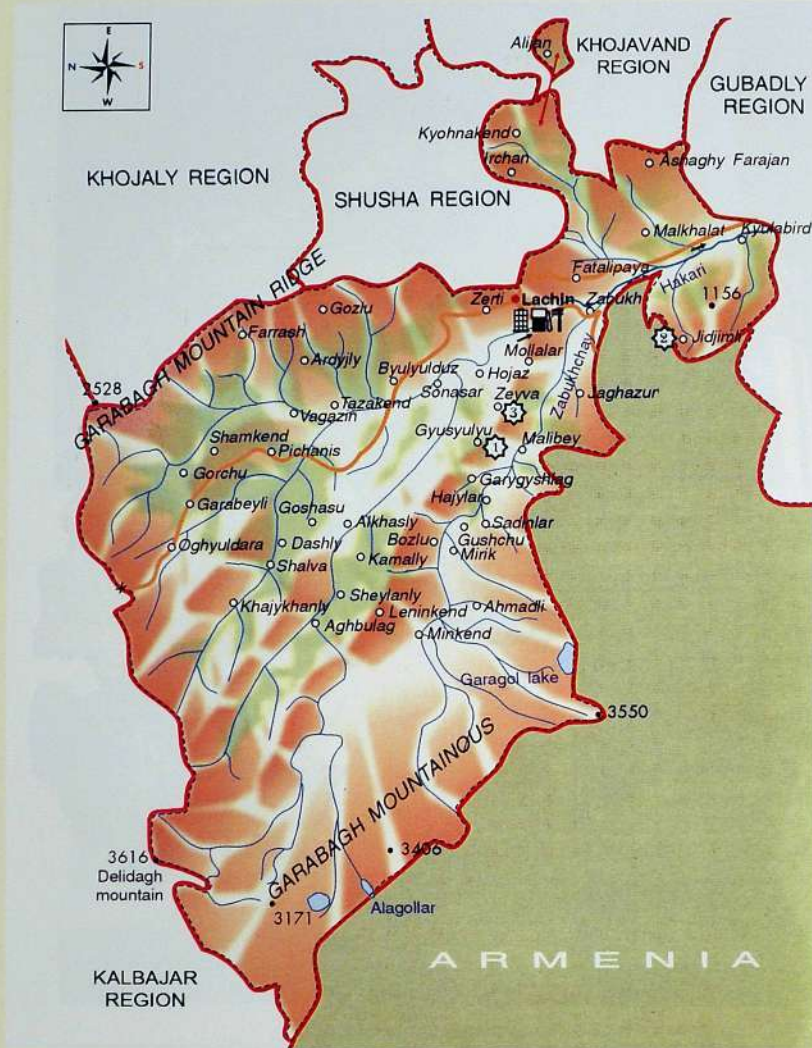 E
N
S
W
Alijan
KHOJAVAND
REGION
GUBADLY
REGION
Kyohnakend
Irchan
Ashaghy Farajan
KHOJALY REGION
SHUSHA REGION
Malkhalat
Kyulabird
Fatalipaya
Hakari
1156
GARABAGH MOUNTAIN RIDGE
Gozlu
Zerti
Lachin
Zabukh
Farrash
2
Jidjimli
Ardyjly
Mollalar
Byulyulduz
Hojaz
Zabukhchay
2528
Sonasar
Zeyva
Jaghazur
Tazakend
3
Vagazin
Gyusyulyu
1
Malibey
Shamkend
Pichanis
Gorchu
Garygyshlag
Hajylar
Garabeyli
Goshasu
Alkhasly
Sadinlar
Oghyuldara
Dashly
Bozlu
Gushchu
Mirik
Shalva
Kamally
Khajykhanly
Sheylanly
Leninkend
Ahmadli
Aghbulag
Minkend
Garagol lake
3550
GARABAGH MOUNTAINOUS
3616
Delidagh
mountain
3406
3171
Alagollar
ARMENIA
KALBAJAR
REGION